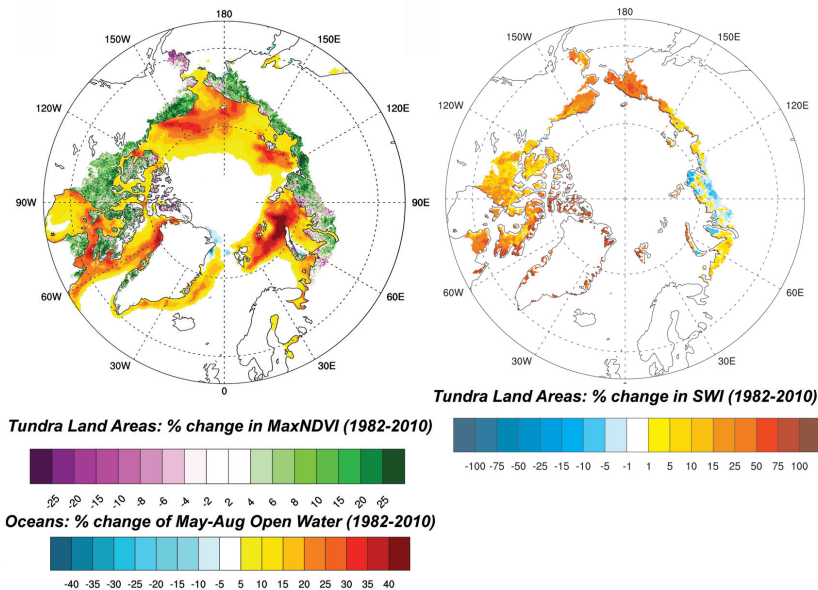 180
150W
150E
120W
120E
90W
90E
60W
60E
30W
30E
0
Tundra Land Areas: % change in MaxNDVI (1982-2010)
-25 -20 -15 -10 -8 -6 -4 -2 2 4 6 8 10 15 20 25
Oceans: % change of May-Aug Open Water (1982-2010)
-40 -35 -30 -25 -20 -15 -10 -5 5 10 15 20 25 30 35 40
180
150W
150E
120W
120E
90W
90E
60W
60E
30W
30E
0
Tundra Land Areas: % change in SWI (1982-2010)
-100 -75 -50 -25 -15 -10 -5 -1 1 5 10 15 25 50 75 100